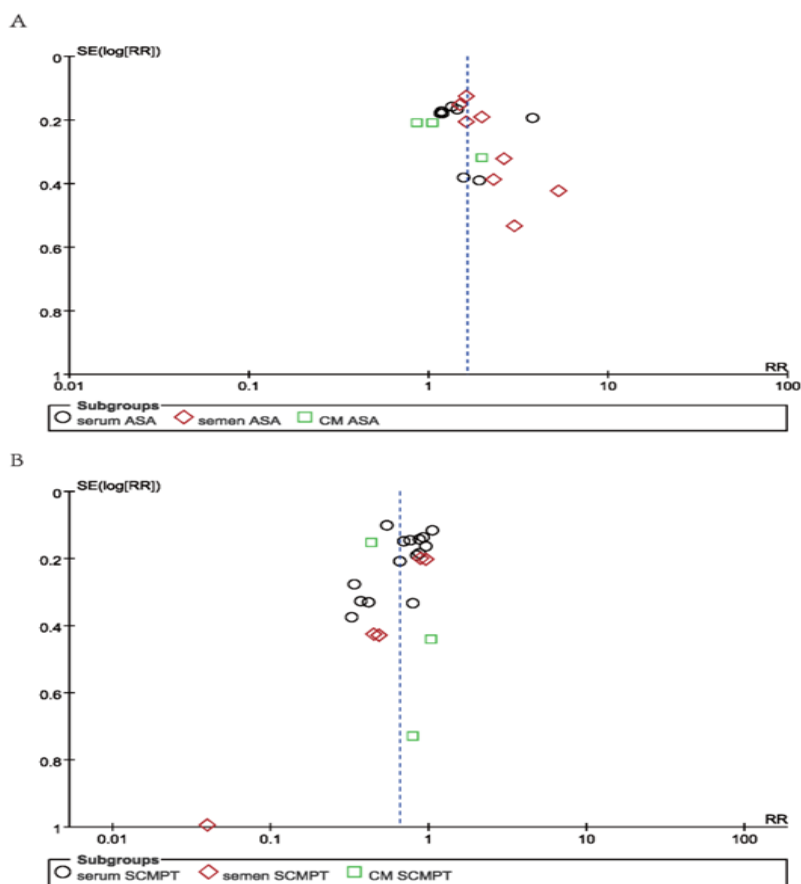 A
SE(log[RR])
0
0.2
0.4
0.6
0.8
1
RR
0.01 0.1 1 10 100
Subgroups
serum ASA semen ASA CM ASA
B
SE(log[RR])
0
0.2
0.4
0.6
0.8
1
RR
0.01 0.1 1 10 100
Subgroups
serum SCMPT semen SCMPT CM SCMPT